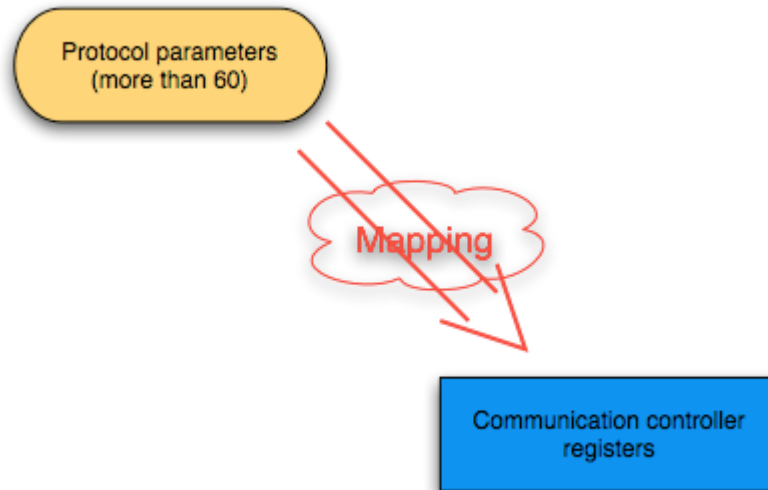 Protocol parameters
(more than 60)
Mapping
Communication controller
registers